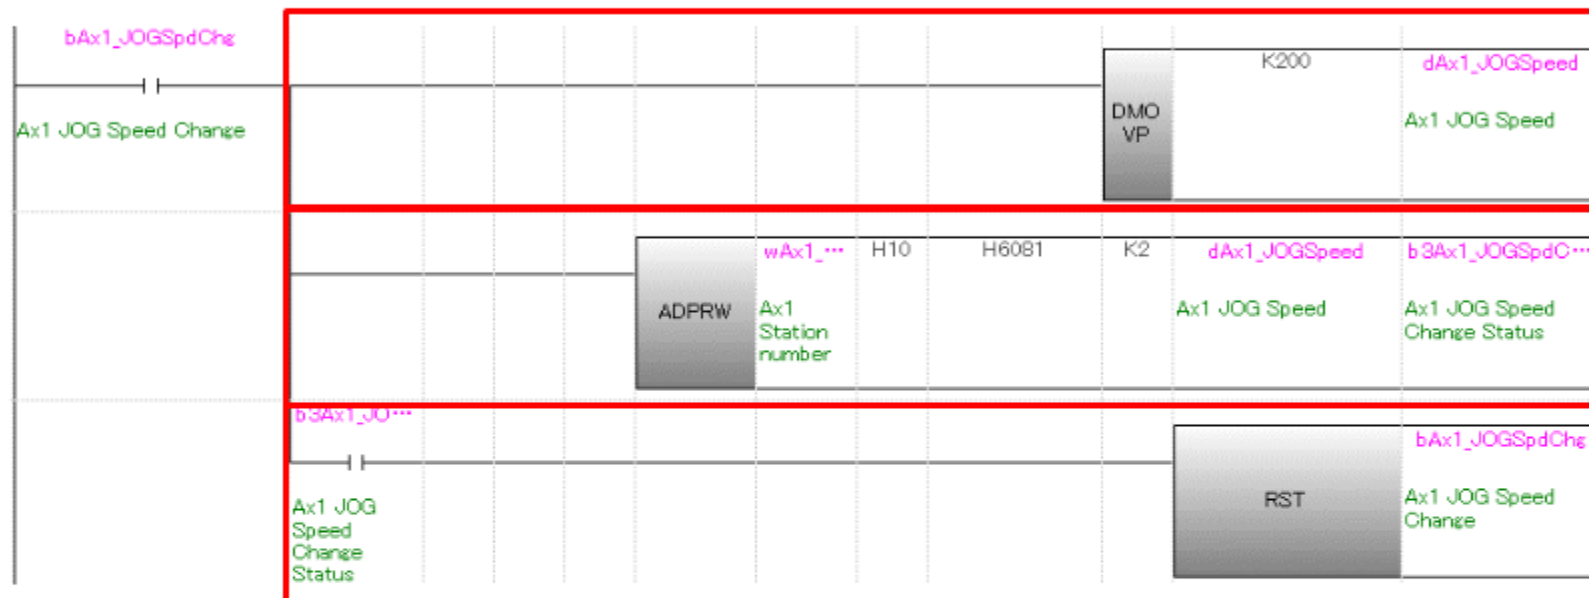 bAx1_JOGSpdChg
Ax1 JOG Speed Change
DMO
VP
K200
dAx1_JOGSpeed
Ax1 JOG Speed
ADPRW
wAx1_…
Ax1
Station
number
H10
H6081
K2
dAx1_JOGSpeed
Ax1 JOG Speed
b3Ax1_JOGSpdC…
Ax1 JOG Speed
Change Status
b3Ax1_JO…
Ax1 JOG
Speed
Change
Status
RST
bAx1_JOGSpdChg
Ax1 JOG Speed
Change